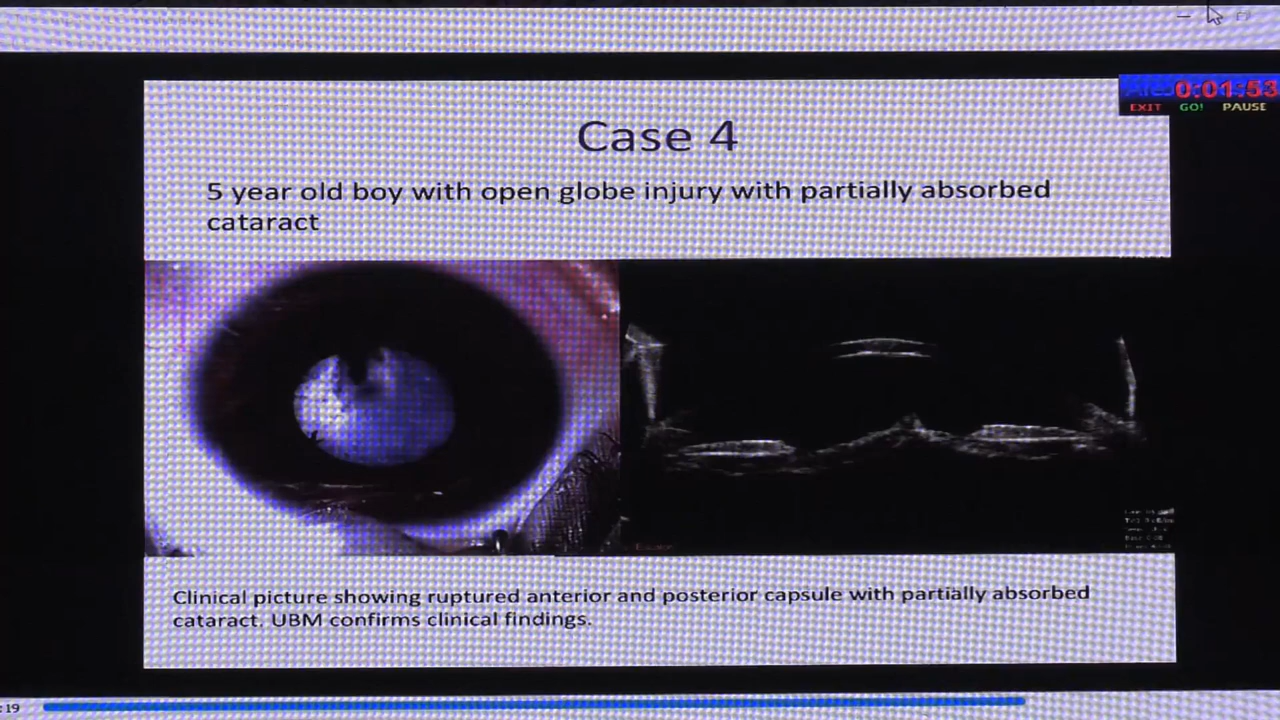 0:01:53
EXIT GO! PAUSE
Case 4
5 year old boy with open globe injury with partially absorbed
cataract
Clinical picture showing ruptured anterior and posterior capsule with partially absorbed
cataract. UBM confirms clinical findings.
:19